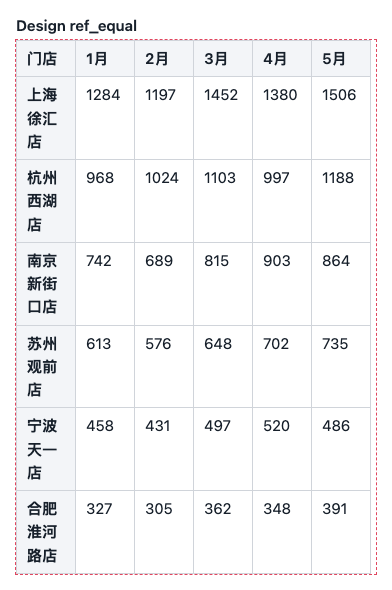 Design ref_equal
门店 1月 2月 3月 4月 5月
上海 1284 1197 1452 1380 1506
徐汇
店
杭州 968 1024 1103 997 1188
西湖
店
南京 742 689 815 903 864
新街
口店
苏州 613 576 648 702 735
观前
店
宁波 458 431 497 520 486
天一
店
合肥 327 305 362 348 391
淮河
路店